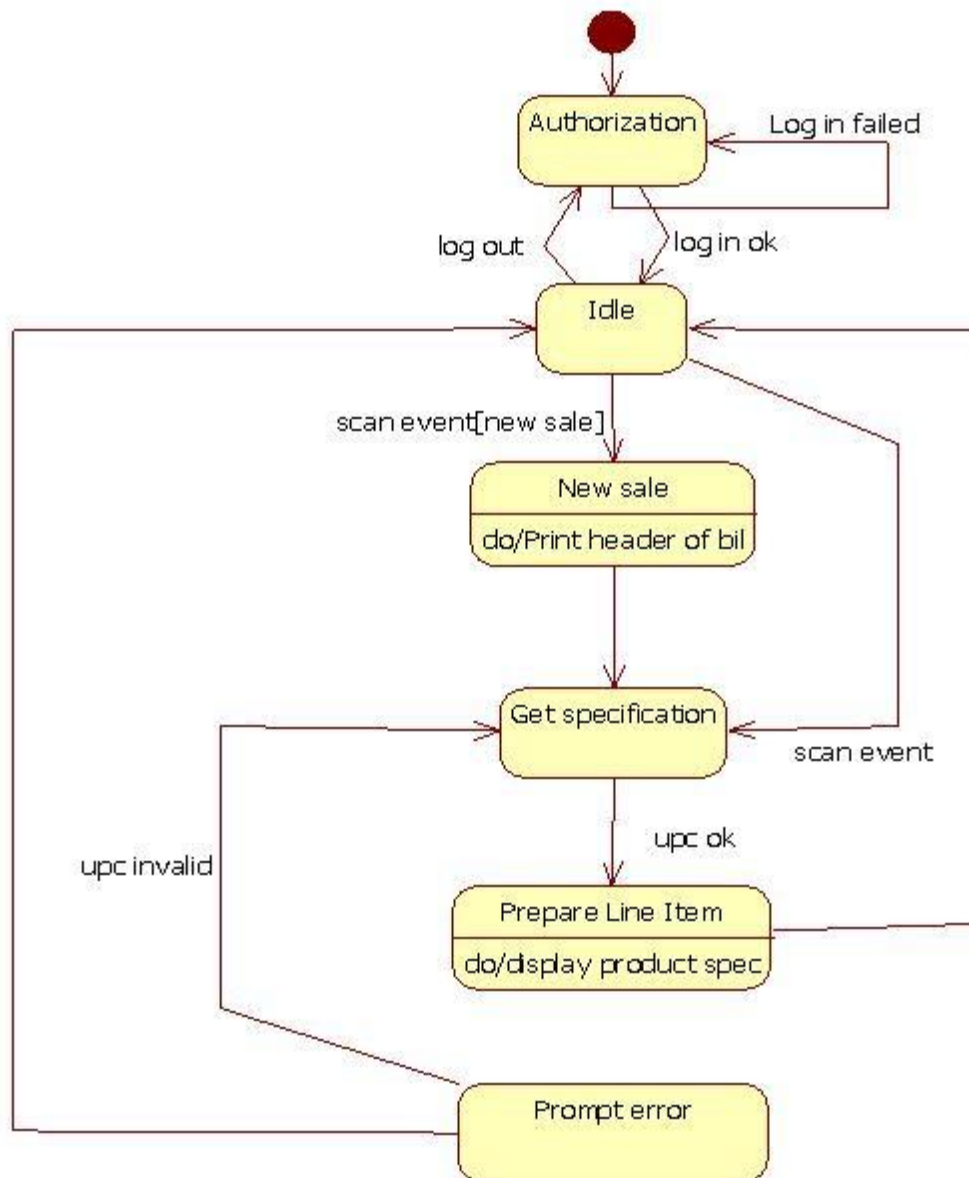 Authorization
Log in failed
log out
log in ok
Idle
scan event[new sale]
New sale
do/Print header of bil
Get specification
scan event
upc invalid
upc ok
Prepare Line Item
do/display product spec
Prompt error